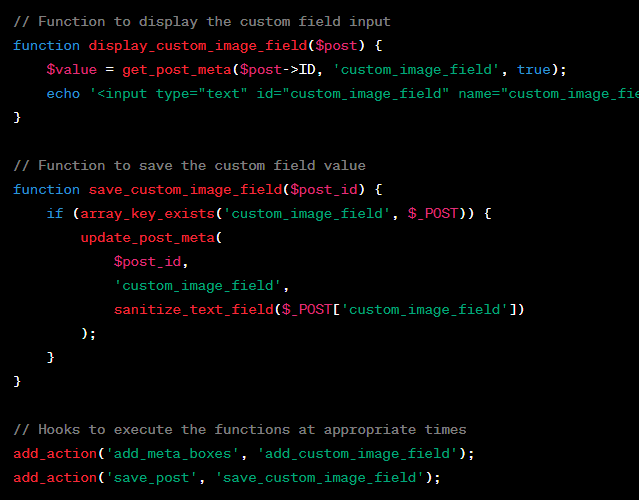 // Function to display the custom field input
function display_custom_image_field($post) {
    $value = get_post_meta($post->ID, 'custom_image_field', true);
    echo '<input type="text" id="custom_image_field" name="custom_image_fie
}

// Function to save the custom field value
function save_custom_image_field($post_id) {
    if (array_key_exists('custom_image_field', $_POST)) {
        update_post_meta(
            $post_id,
            'custom_image_field',
            sanitize_text_field($_POST['custom_image_field'])
        );
    }
}

// Hooks to execute the functions at appropriate times
add_action('add_meta_boxes', 'add_custom_image_field');
add_action('save_post', 'save_custom_image_field');